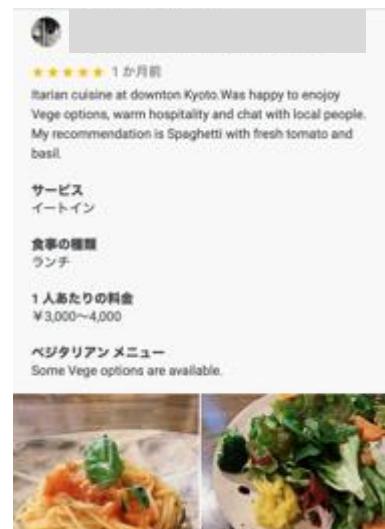 ★★★★★ 1 か月前
Itarian cuisine at downton Kyoto.Was happy to enojoy
Vege options, warm hospitality and chat with local people.
My recommendation is Spaghetti with fresh tomato and
basil.
サービス
イートイン
食事の種類
ランチ
1 人あたりの料金
￥3,000～4,000
ベジタリアン メニュー
Some Vege options are available.